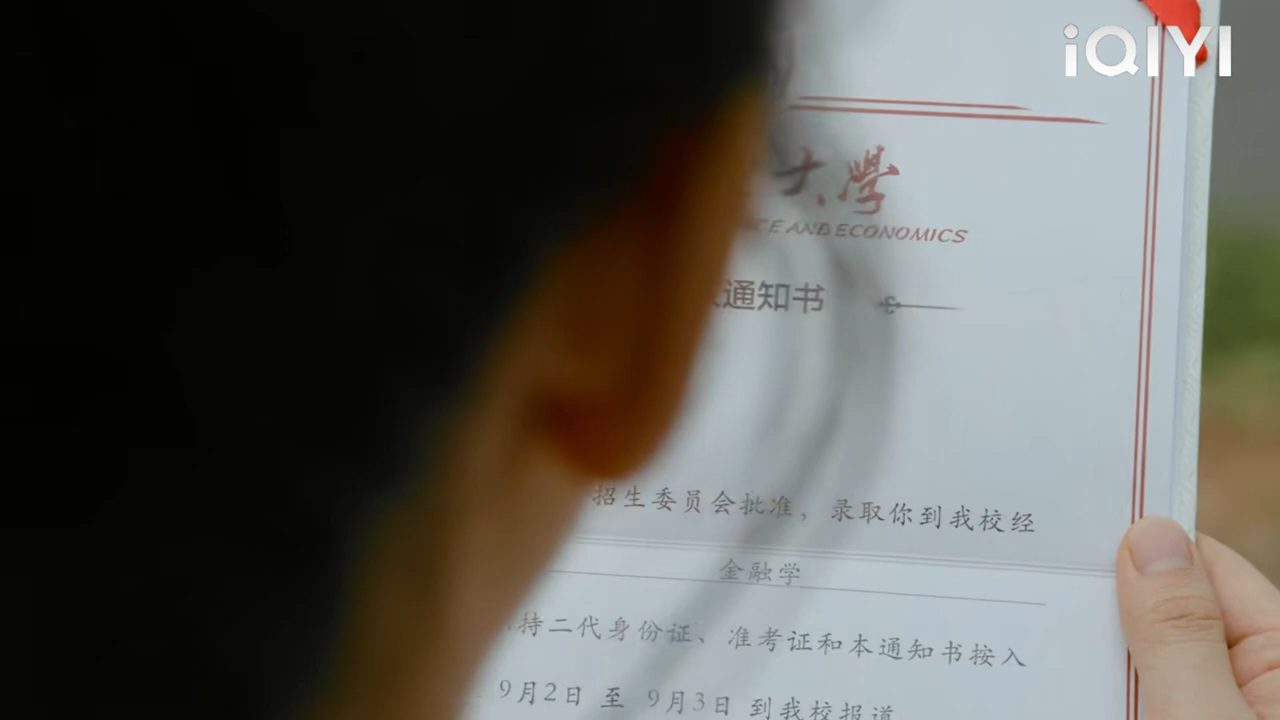 iQIYI
大學
CE AND ECONOMICS
通知书
招生委员会批准，录取你到我校经
金融学
持二代身份证、准考证和本通知书按入
9月2日 至 9月3日 到我校报道